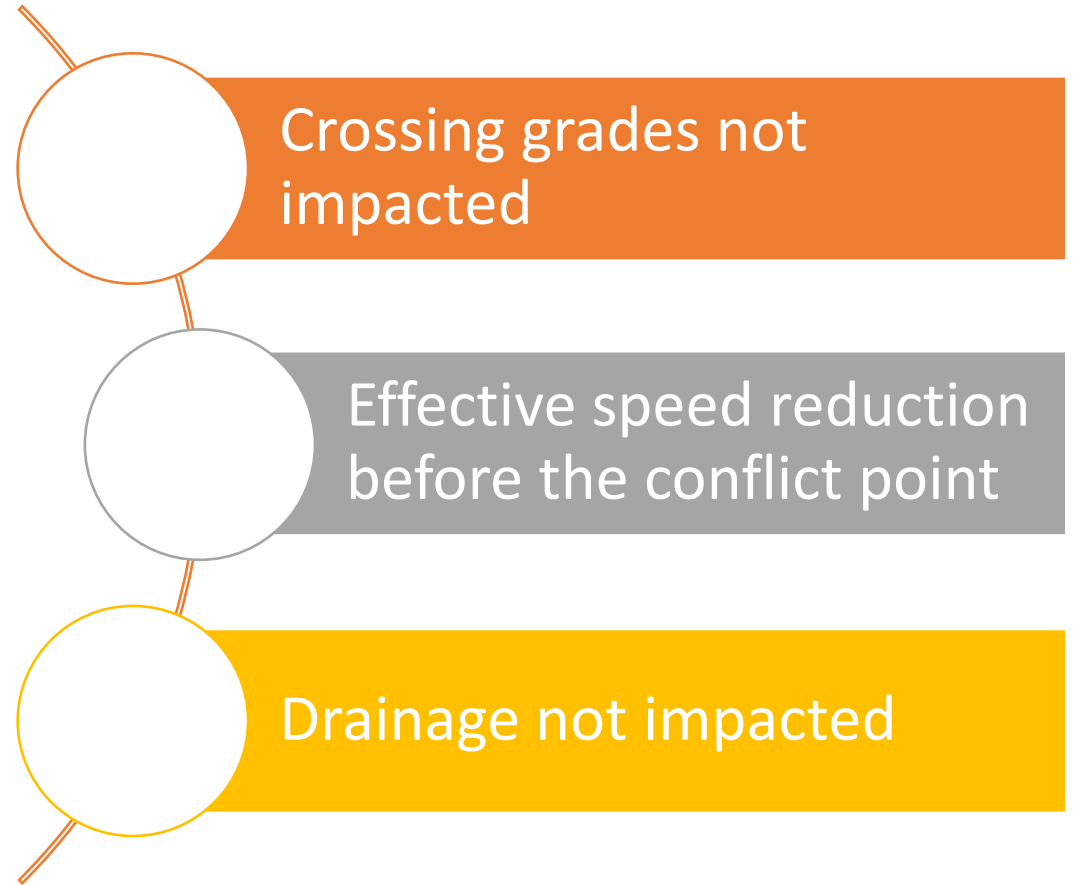 Crossing grades not
impacted
Effective speed reduction
before the conflict point
Drainage not impacted